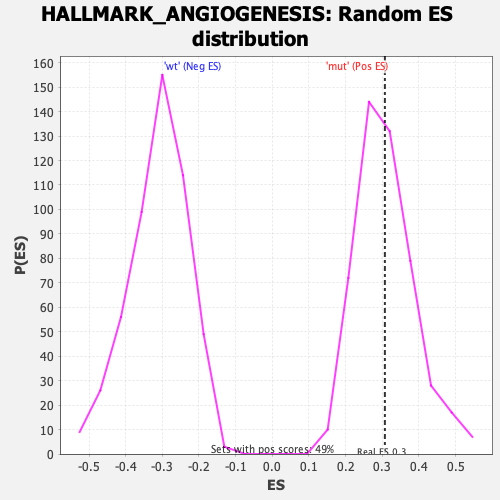 HALLMARK_ANGIOGENESIS: Random ES
distribution
'wt' (Neg ES)
'mut' (Pos ES)
160
150
140
130
120
110
100
90
80
70
60
50
40
30
20
10
0
P(ES)
Sets with pos scores: 49%
Real ES 0.3
-0.5 -0.4 -0.3 -0.2 -0.1 0.0 0.1 0.2 0.3 0.4 0.5
ES